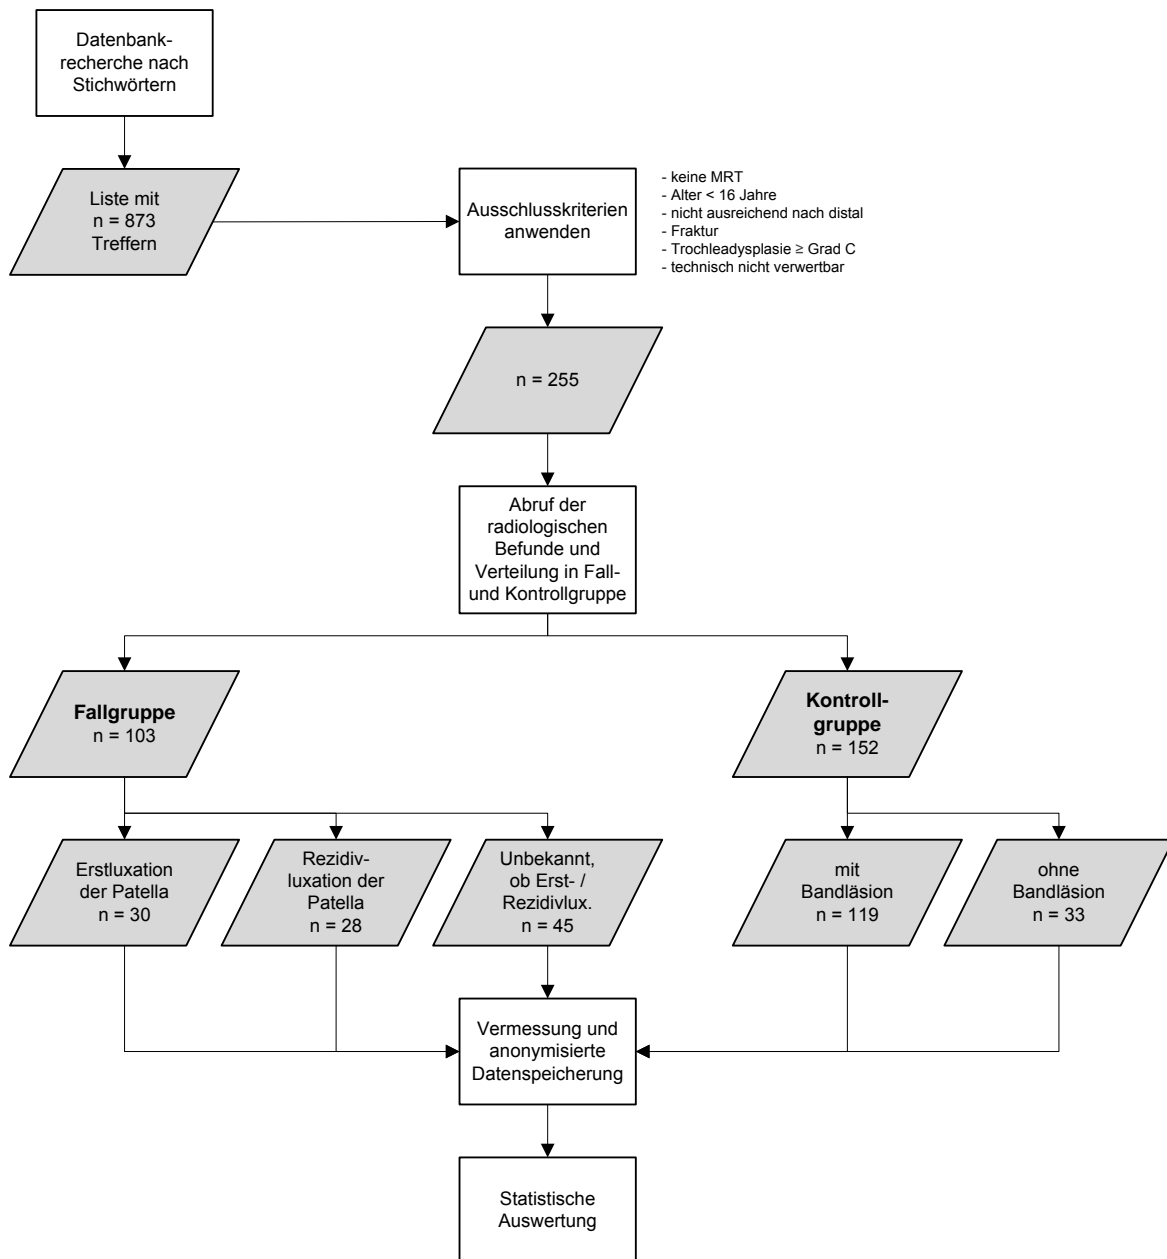 Datenbank-
recherche nach
Stichwörtern
Liste mit
n = 873
Treffern
Ausschlusskriterien
anwenden
- keine MRT
- Alter < 16 Jahre
- nicht ausreichend nach distal
- Fraktur
- Trochleadysplasie ≥ Grad C
- technisch nicht verwertbar
n = 255
Abruf der
radiologischen
Befunde und
Verteilung in Fall-
und Kontrollgruppe
Fallgruppe
n = 103
Kontroll-
gruppe
n = 152
Erstluxation
der Patella
n = 30
Rezidiv-
luxation der
Patella
n = 28
Unbekannt,
ob Erst- /
Rezidivlux.
n = 45
mit
Bandläsion
n = 119
ohne
Bandläsion
n = 33
Vermessung und
anonymisierte
Datenspeicherung
Statistische
Auswertung